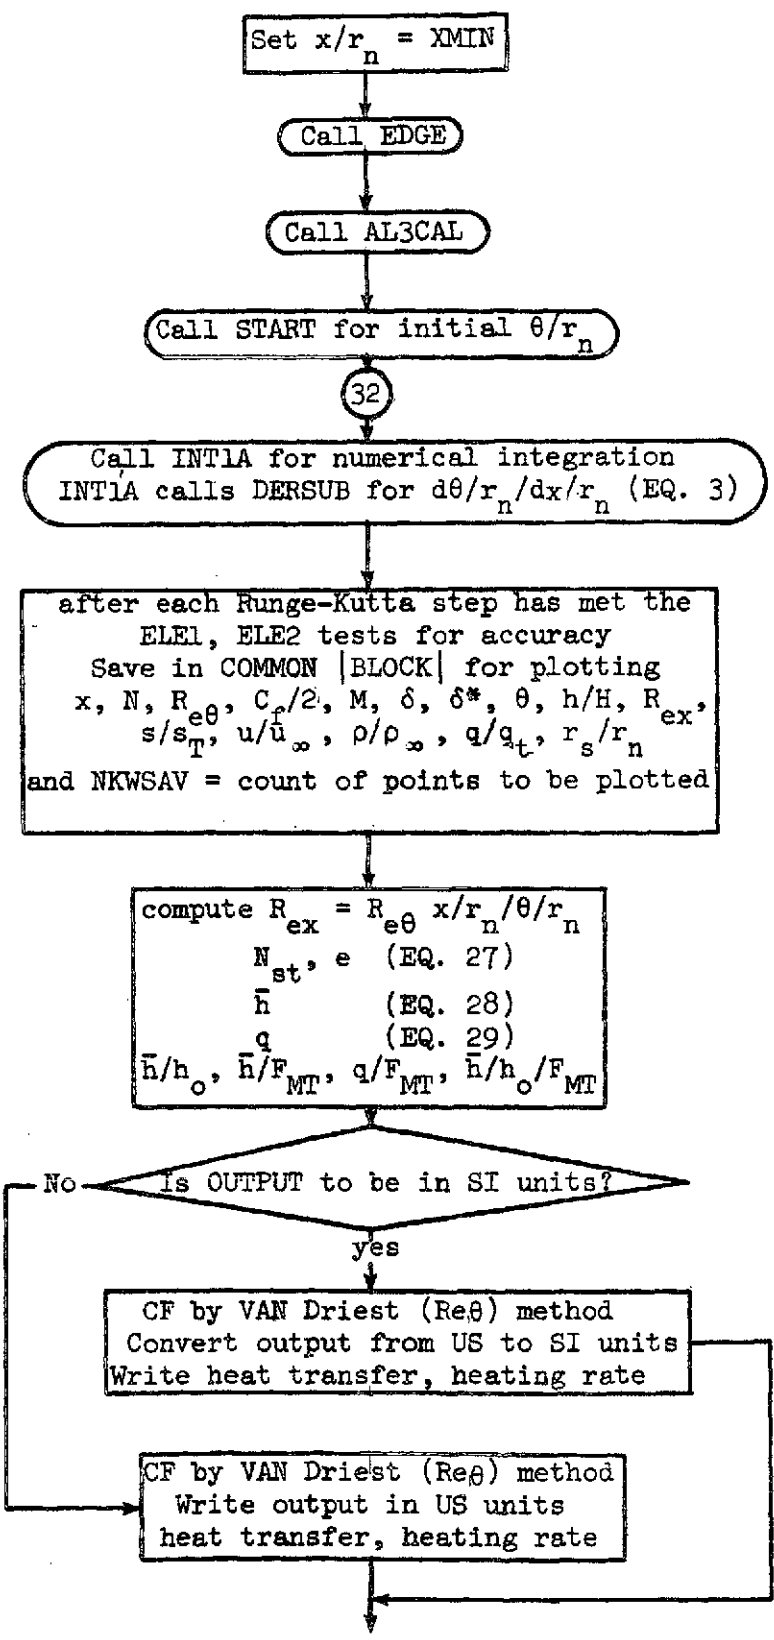 Set x/r_n = XMIN
Call EDGE
Call AL3CAL
Call START for initial θ/r_n
32
Call INT1A for numerical integration
INT1A calls DERSUB for dθ/r_n/dx/r_n (EQ. 3)
after each Runge-Kutta step has met the
ELE1, ELE2 tests for accuracy
Save in COMMON |BLOCK| for plotting
x, N, R_eθ, C_f/2, M, δ, δ*, θ, h/H, R_ex,
s/s_T, u/u_∞, ρ/ρ_∞, q/q_t, r_s/r_n
and NKWSAV = count of points to be plotted
compute R_ex = R_eθ x/r_n/θ/r_n
N_st, e (EQ. 27)
h̄ (EQ. 28)
q (EQ. 29)
h̄/h_o, h̄/F_MT, q/F_MT, h̄/h_o/F_MT
Is OUTPUT to be in SI units?
No
yes
CF by VAN Driest (Reθ) method
Convert output from US to SI units
Write heat transfer, heating rate
CF by VAN Driest (Reθ) method
Write output in US units
heat transfer, heating rate